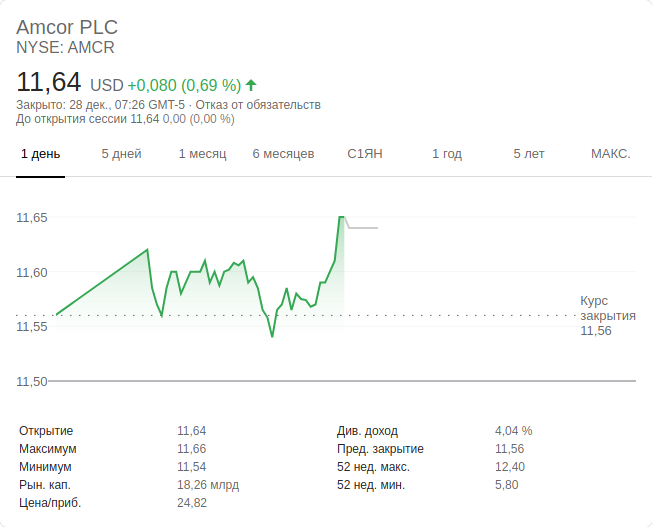 Amcor PLC
NYSE: AMCR
11,64 USD +0,080 (0,69 %)
Закрыто: 28 дек., 07:26 GMT-5 · Отказ от обязательств
До открытия сессии 11,64 0,00 (0,00 %)
1 день 5 дней 1 месяц 6 месяцев С1ЯН 1 год 5 лет МАКС.
11,65
11,60
Курс
закрытия
11,55
11,56
11,50
Открытие 11,64 Див. доход 4,04 %
Максимум 11,66 Пред. закрытие 11,56
Минимум 11,54 52 нед. макс. 12,40
Рын. кап. 18,26 млрд 52 нед. мин. 5,80
Цена/приб. 24,82